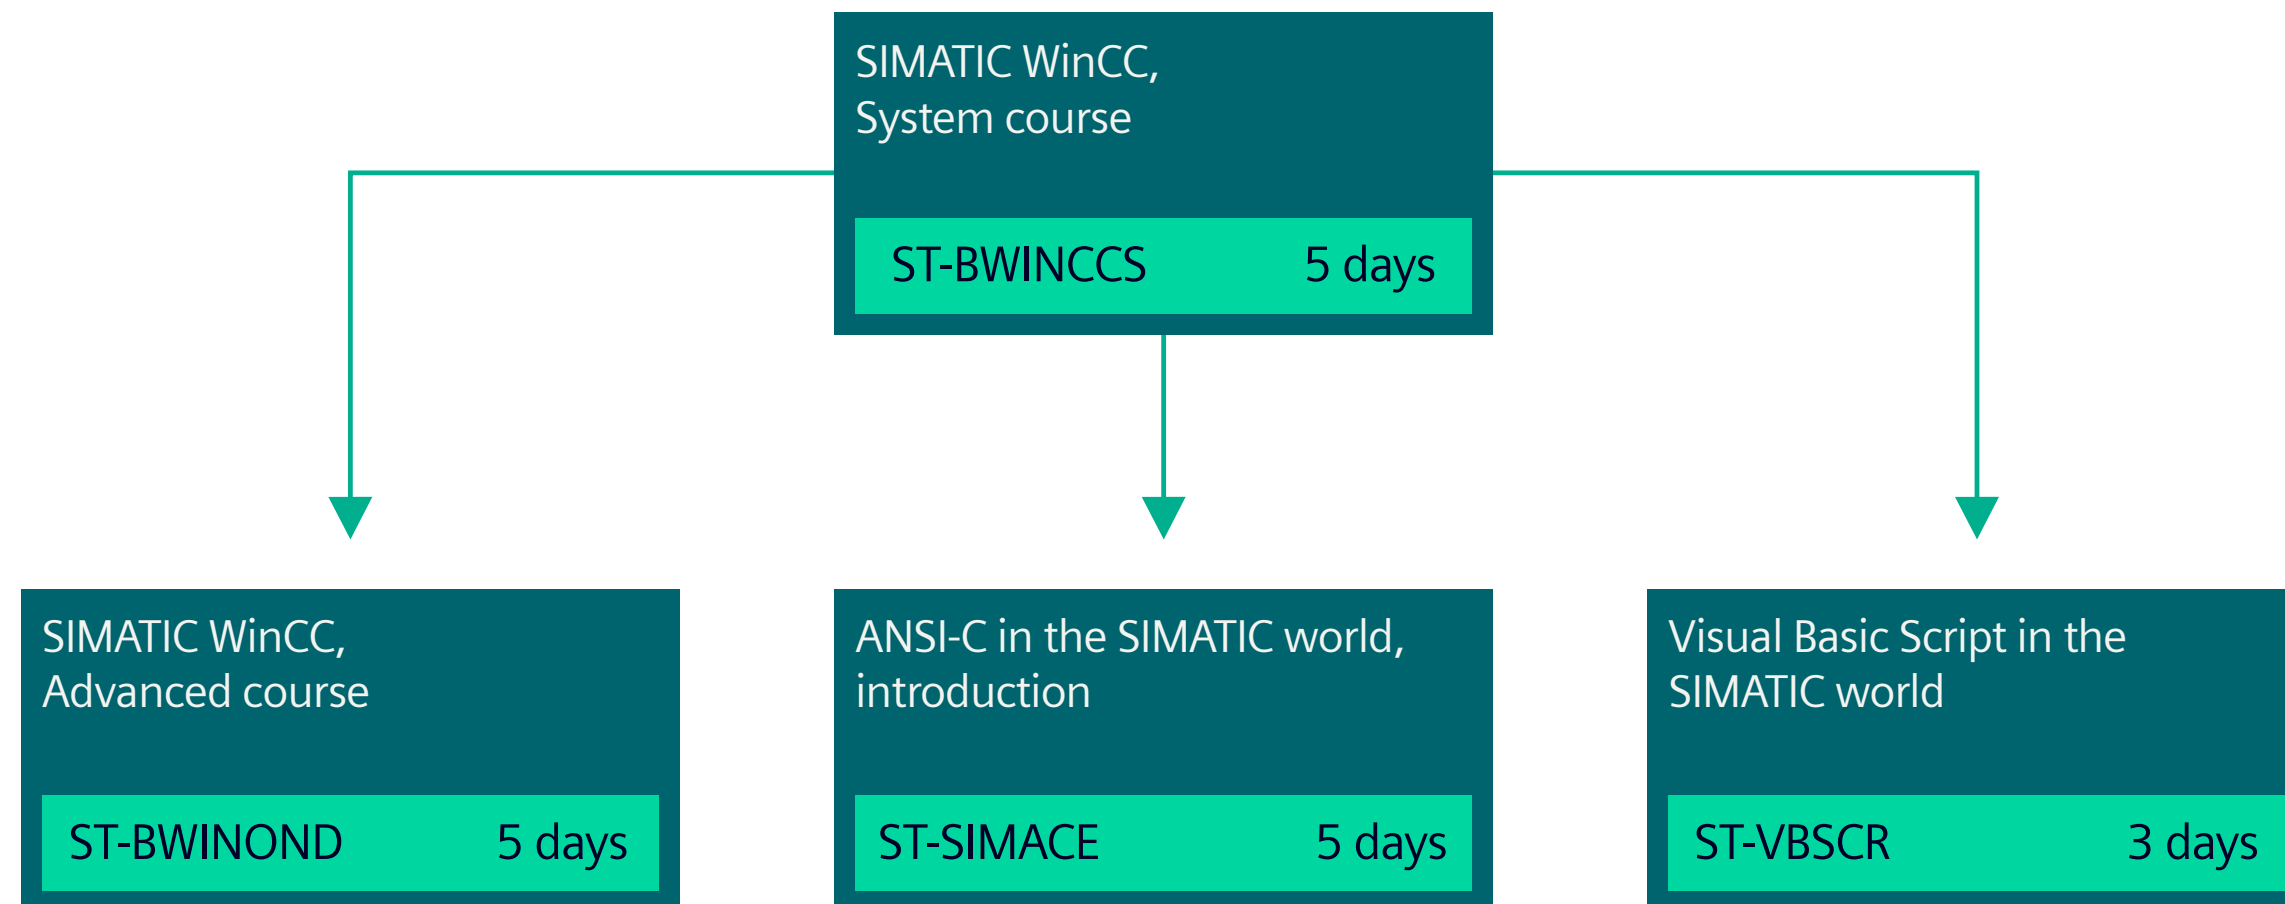 SIMATIC WinCC,
System course
ST-BWINCCS 5 days
SIMATIC WinCC,
Advanced course
ST-BWINOND 5 days
ANSI-C in the SIMATIC world,
introduction
ST-SIMACE 5 days
Visual Basic Script in the
SIMATIC world
ST-VBSCR 3 days